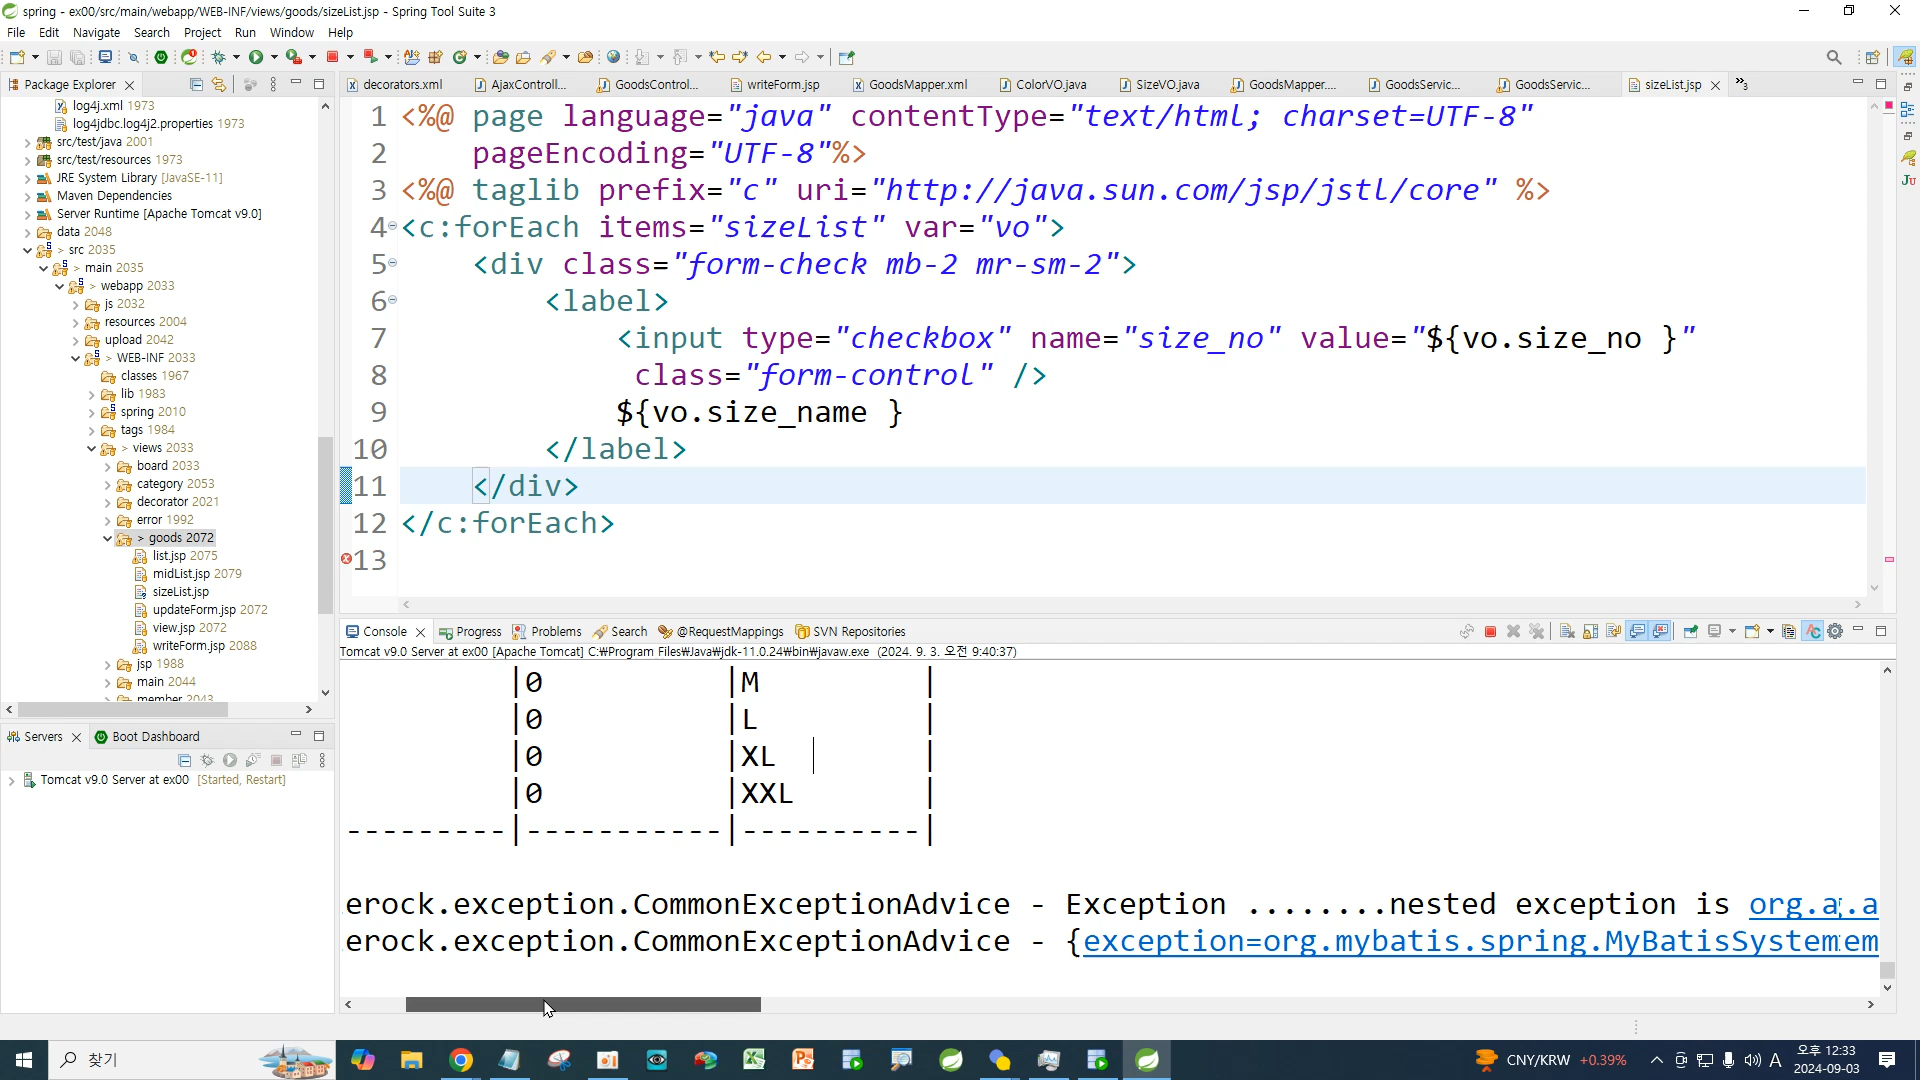 spring - ex00/src/main/webapp/WEB-INF/views/goods/sizeList.jsp - Spring Tool Suite 3
File Edit Navigate Search Project Run Window Help
Package Explorer
decorators.xml AjaxControll... GoodsControl... writeForm.jsp GoodsMapper.xml ColorVO.java SizeVO.java GoodsMapper.... GoodsServic... GoodsServic... sizeList.jsp »3
log4j.xml 1973
log4jdbc.log4j2.properties 1973
src/test/java 2001
src/test/resources 1973
JRE System Library [JavaSE-11]
Maven Dependencies
Server Runtime [Apache Tomcat v9.0]
data 2048
> src 2035
> main 2035
> webapp 2033
js 2032
resources 2004
upload 2042
> WEB-INF 2033
classes 1967
lib 1983
spring 2010
tags 1984
> views 2033
board 2033
category 2053
decorator 2021
error 1992
> goods 2072
list.jsp 2075
midList.jsp 2079
sizeList.jsp
updateForm.jsp 2072
view.jsp 2072
writeForm.jsp 2088
jsp 1988
main 2044
member 2043
1 <%@ page language="java" contentType="text/html; charset=UTF-8"
2 pageEncoding="UTF-8"%>
3 <%@ taglib prefix="c" uri="http://java.sun.com/jsp/jstl/core" %>
4 <c:forEach items="sizeList" var="vo">
5 <div class="form-check mb-2 mr-sm-2">
6 <label>
7 <input type="checkbox" name="size_no" value="${vo.size_no }"
8 class="form-control" />
9 ${vo.size_name }
10 </label>
11 </div>
12 </c:forEach>
13
Servers Boot Dashboard
Tomcat v9.0 Server at ex00 [Started, Restart]
Console Progress Problems Search @RequestMappings SVN Repositories
Tomcat v9.0 Server at ex00 [Apache Tomcat] C:₩Program Files₩Java₩jdk-11.0.24₩bin₩javaw.exe (2024. 9. 3. 오전 9:40:37)
|0 |M |
|0 |L |
|0 |XL |
|0 |XXL |
---------|-----------|----------|
erock.exception.CommonExceptionAdvice - Exception ........nested exception is org.a.a
erock.exception.CommonExceptionAdvice - {exception=org.mybatis.spring.MyBatisSystem
찾기
CNY/KRW +0.39%
A
오후 12:33
2024-09-03